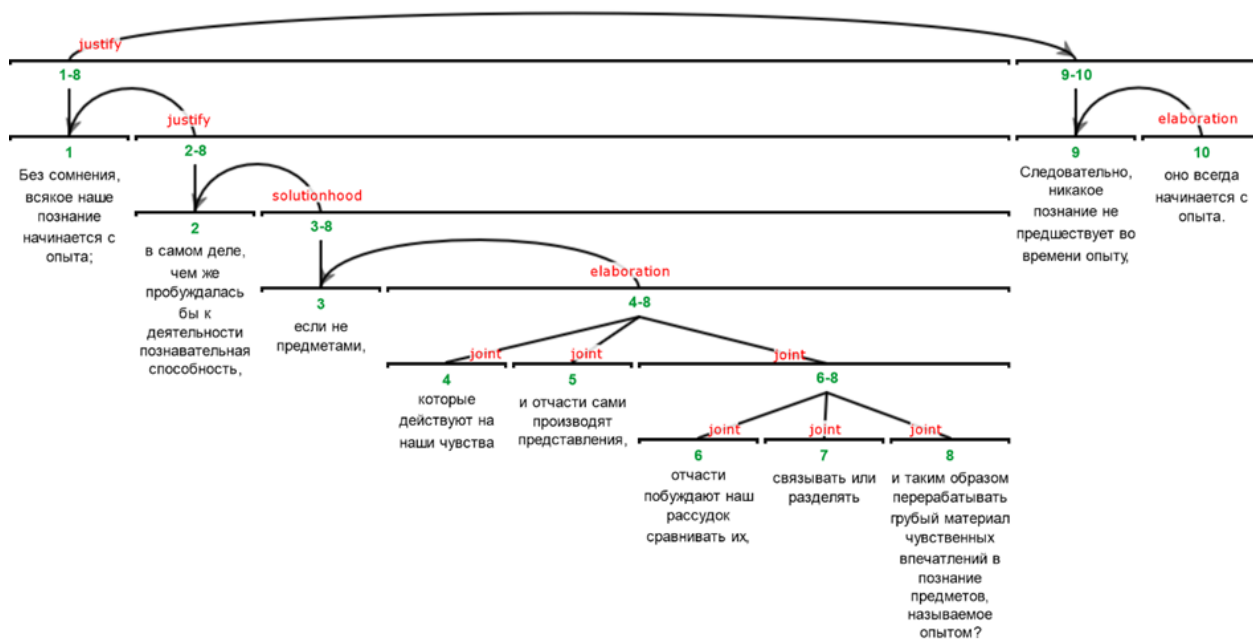 justify
1-8
9-10
justify
elaboration
1
2-8
9
10
Без сомнения,
всякое наше
познание
начинается с
опыта;
Следовательно,
никакое
познание не
предшествует во
времени опыту,
оно всегда
начинается с
опыта.
solutionhood
2
3-8
в самом деле,
чем же
пробуждалась
бы к
деятельности
познавательная
способность,
elaboration
3
4-8
если не
предметами,
joint
joint
joint
4
5
6-8
которые
действуют на
наши чувства
и отчасти сами
производят
представления,
joint
joint
joint
6
7
8
отчасти
побуждают наш
рассудок
сравнивать их,
связывать или
разделять
и таким образом
перерабатывать
грубый материал
чувственных
впечатлений в
познание
предметов,
называемое
опытом?